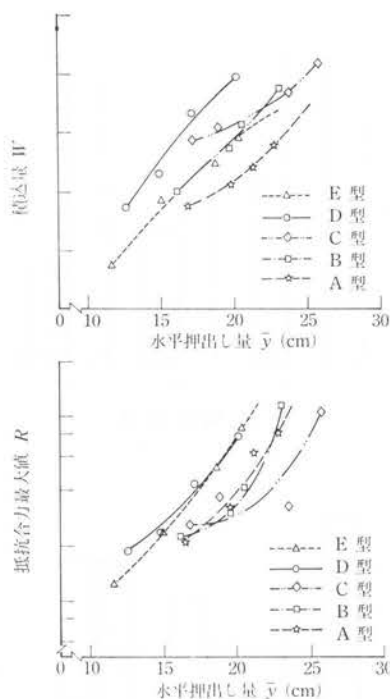 積込量 W
E 型
D 型
C 型
B 型
A 型
0 10 15 20 25 30
水平押出し量 y̅ (cm)
抵抗合力最大値 R
E 型
D 型
C 型
B 型
A 型
0 10 15 20 25 30
水平押出し量 y̅ (cm)